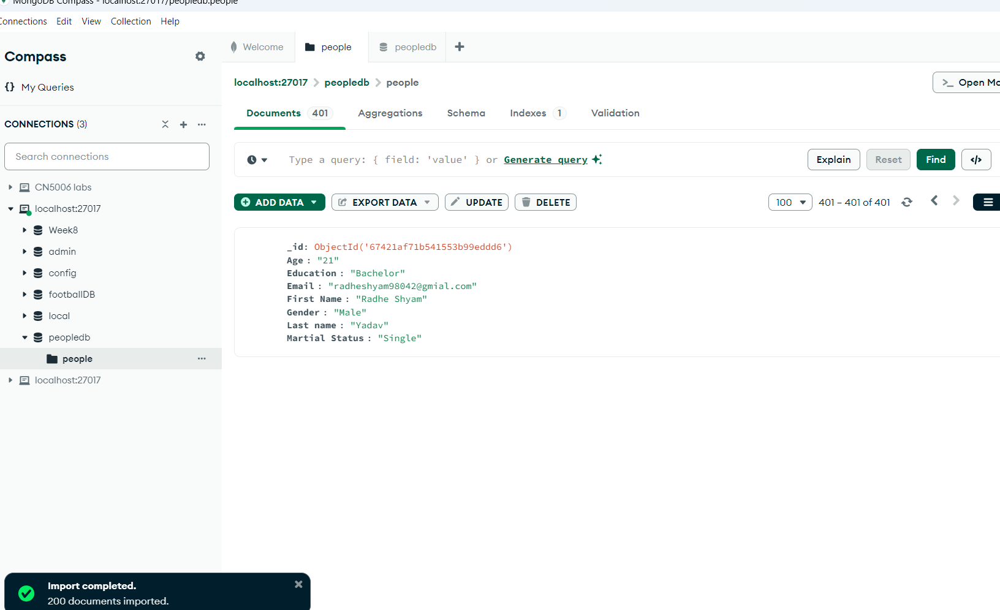 MongoDB Compass - localhost:27017/peopledb.people
Connections Edit View Collection Help
Compass
{} My Queries
CONNECTIONS (3)
Search connections
CN5006 labs
localhost:27017
Week8
admin
config
footballDB
local
peopledb
people
localhost:27017
Welcome people peopledb
localhost:27017 > peopledb > people
>_ Open Mo
Documents 401 Aggregations Schema Indexes 1 Validation
Type a query: { field: 'value' } or Generate query
Explain Reset Find </>
ADD DATA EXPORT DATA UPDATE DELETE
100 401 – 401 of 401
_id: ObjectId('67421af71b541553b99eddd6')
Age : "21"
Education : "Bachelor"
Email : "radheshyam98042@gmial.com"
First Name : "Radhe Shyam"
Gender : "Male"
Last name : "Yadav"
Martial Status : "Single"
Import completed.
200 documents imported.